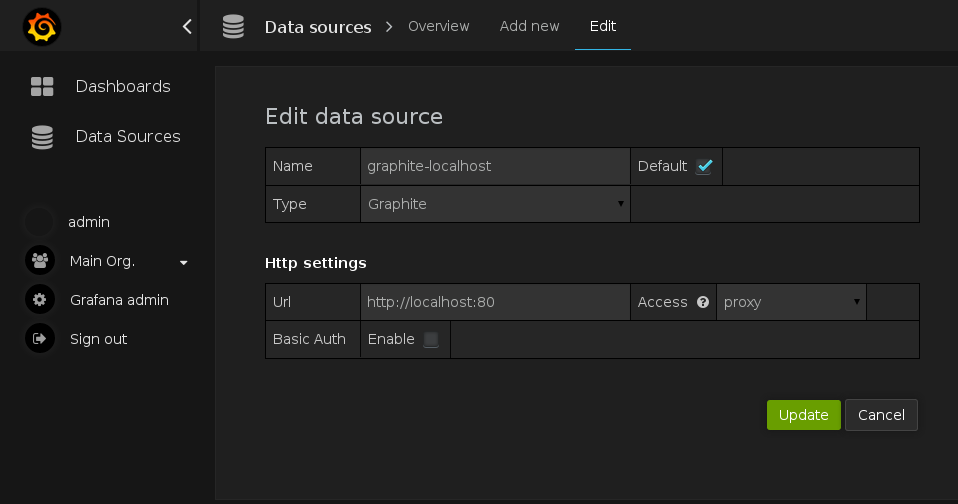 Data sources Overview Add new Edit
Dashboards
Data Sources
admin
Main Org.
Grafana admin
Sign out
Edit data source
Name graphite-localhost Default
Type Graphite
Http settings
Url http://localhost:80 Access proxy
Basic Auth Enable
Update Cancel